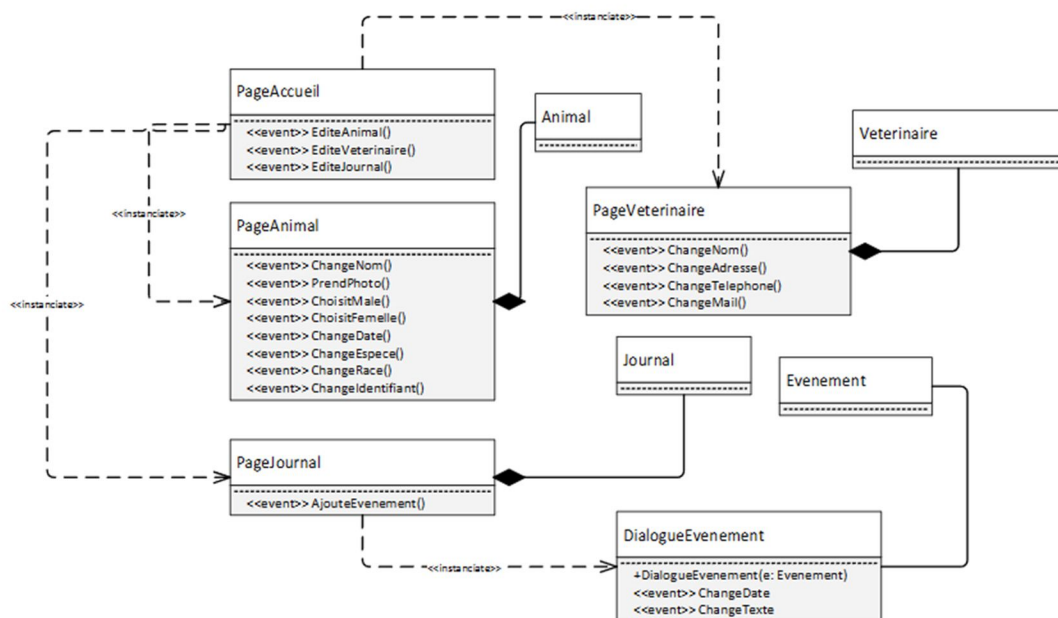 <<instanciate>>
PageAccueil
<<event>> EditeAnimal()
<<event>> EditeVeterinaire()
<<event>> EditeJournal()
Animal
Veterinaire
<<instanciate>>
PageAnimal
<<event>> ChangeNom()
<<event>> PrendPhoto()
<<event>> ChoisitMale()
<<event>> ChoisitFemelle()
<<event>> ChangeDate()
<<event>> ChangeEspece()
<<event>> ChangeRace()
<<event>> ChangeIdentifiant()
PageVeterinaire
<<event>> ChangeNom()
<<event>> ChangeAdresse()
<<event>> ChangeTelephone()
<<event>> ChangeMail()
<<instanciate>>
Journal
Evenement
PageJournal
<<event>> AjouteEvenement()
<<instanciate>>
DialogueEvenement
+DialogueEvenement(e: Evenement)
<<event>> ChangeDate
<<event>> ChangeTexte